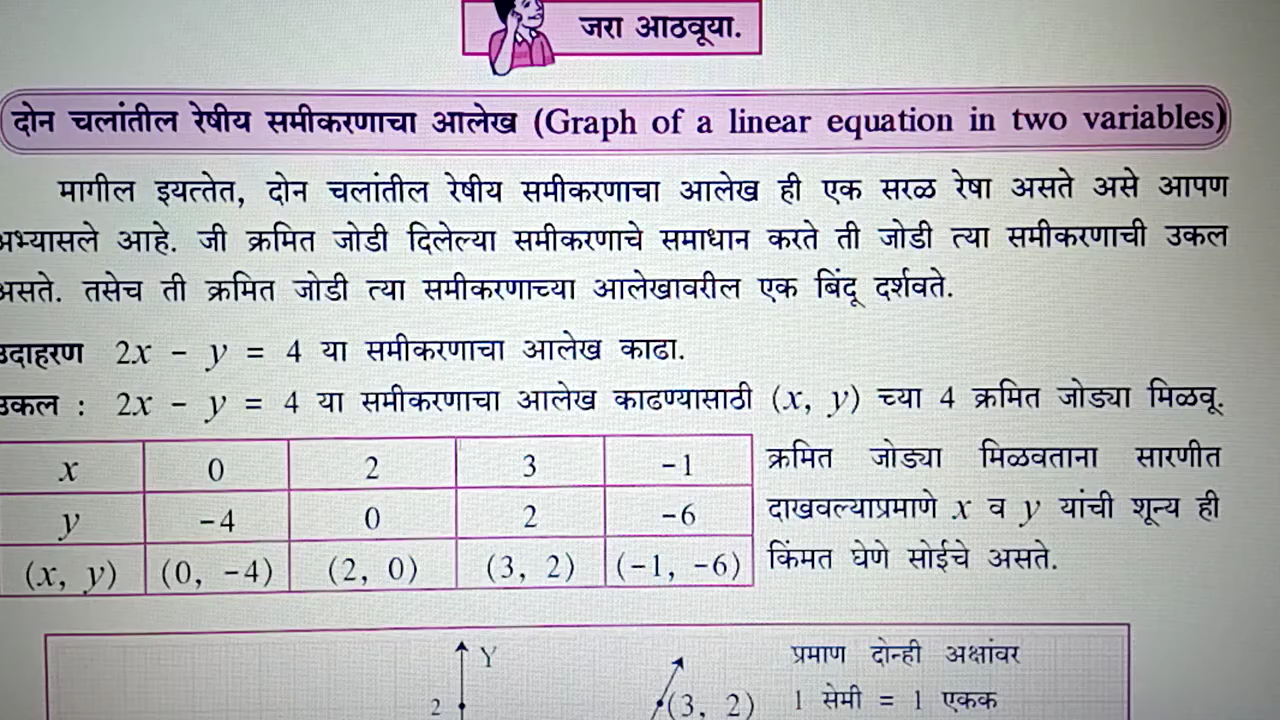 जरा आठवूया.
दोन चलांतील रेषीय समीकरणाचा आलेख (Graph of a linear equation in two variables)
मागील इयत्तेत, दोन चलांतील रेषीय समीकरणाचा आलेख ही एक सरळ रेषा असते असे आपण
अभ्यासले आहे. जी क्रमित जोडी दिलेल्या समीकरणाचे समाधान करते ती जोडी त्या समीकरणाची उकल
असते. तसेच ती क्रमित जोडी त्या समीकरणाच्या आलेखावरील एक बिंदू दर्शवते.
उदाहरण 2x - y = 4 या समीकरणाचा आलेख काढा.
उकल : 2x - y = 4 या समीकरणाचा आलेख काढण्यासाठी (x, y) च्या 4 क्रमित जोड्या मिळवू.
x 0 2 3 -1
y -4 0 2 -6
(x, y) (0, -4) (2, 0) (3, 2) (-1, -6)
क्रमित जोड्या मिळवताना सारणीत
दाखवल्याप्रमाणे x व y यांची शून्य ही
किंमत घेणे सोईचे असते.
Y
2
(3, 2)
प्रमाण दोन्ही अक्षांवर
1 सेमी = 1 एकक